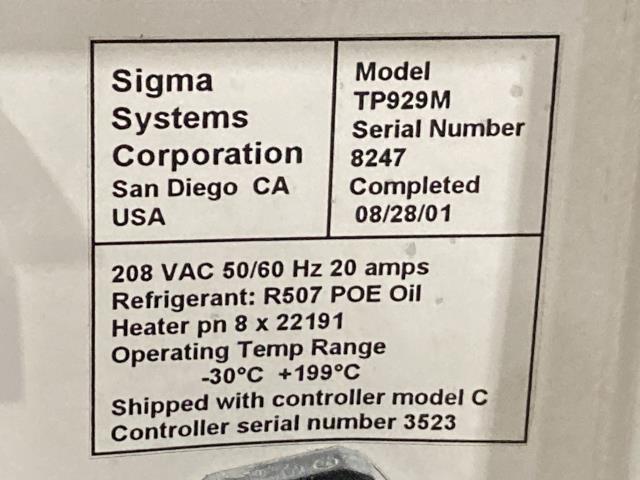 Sigma
Systems
Corporation
San Diego CA
USA
Model
TP929M
Serial Number
8247
Completed
08/28/01
208 VAC 50/60 Hz 20 amps
Refrigerant: R507 POE Oil
Heater pn 8 x 22191
Operating Temp Range
-30°C +199°C
Shipped with controller model C
Controller serial number 3523